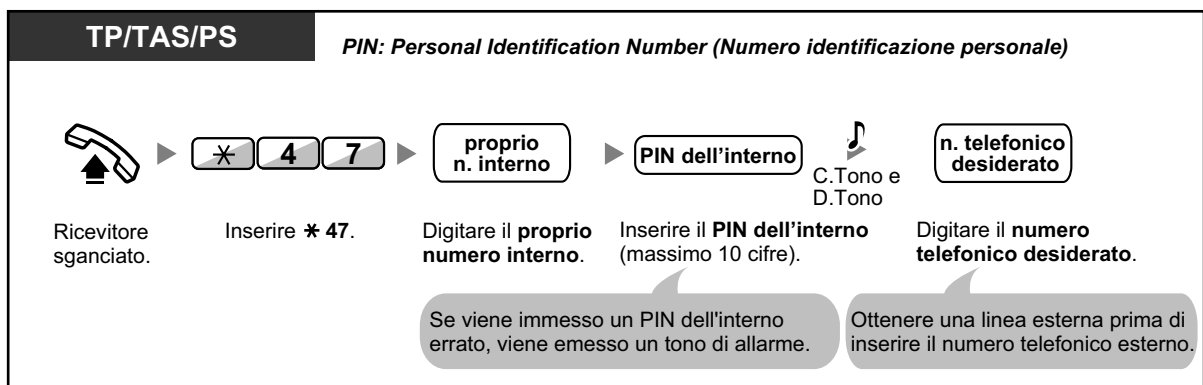 TP/TAS/PS
PIN: Personal Identification Number (Numero identificazione personale)
* 4 7
proprio
n. interno
PIN dell’interno
C.Tono e
D.Tono
n. telefonico
desiderato
Ricevitore
sganciato.
Inserire * 47.
Digitare il proprio
numero interno.
Inserire il PIN dell’interno
(massimo 10 cifre).
Digitare il numero
telefonico desiderato.
Se viene immesso un PIN dell'interno
errato, viene emesso un tono di allarme.
Ottenere una linea esterna prima di
inserire il numero telefonico esterno.